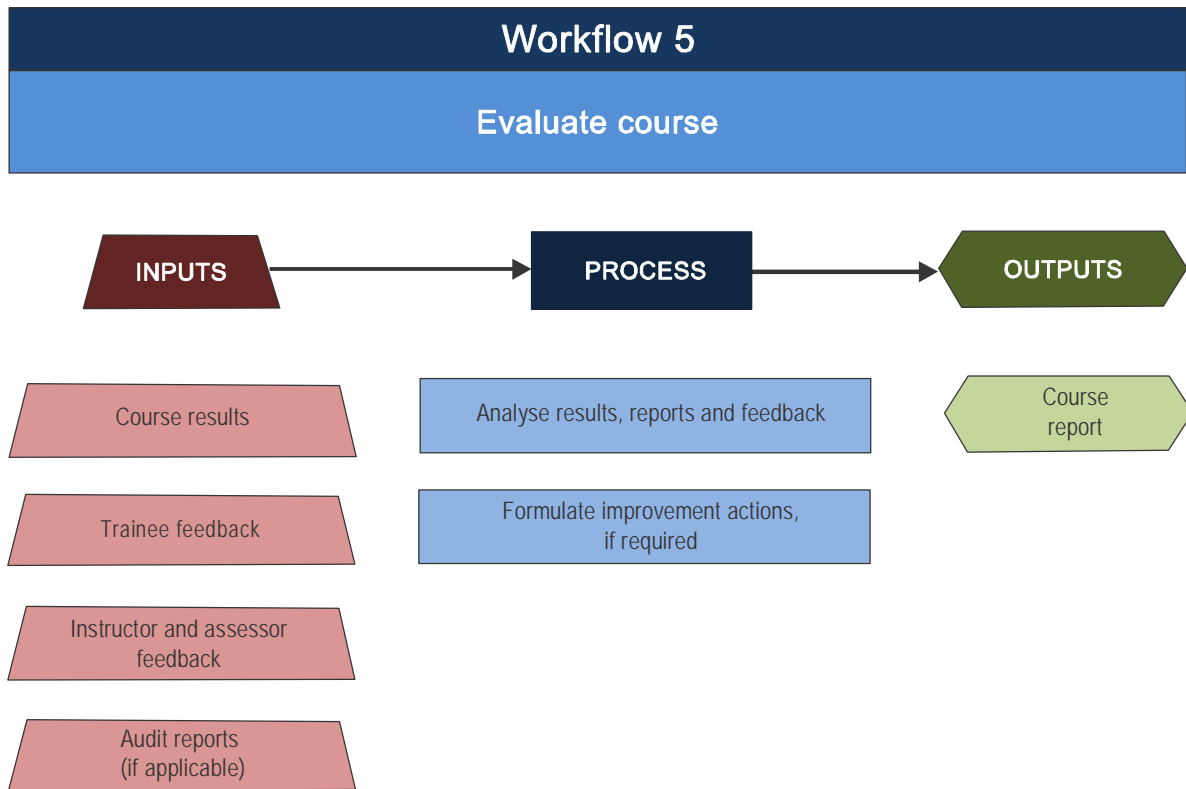 Workflow 5
Evaluate course
INPUTS
PROCESS
OUTPUTS
Course results
Analyse results, reports and feedback
Course
report
Trainee feedback
Formulate improvement actions,
if required
Instructor and assessor
feedback
Audit reports
(if applicable)